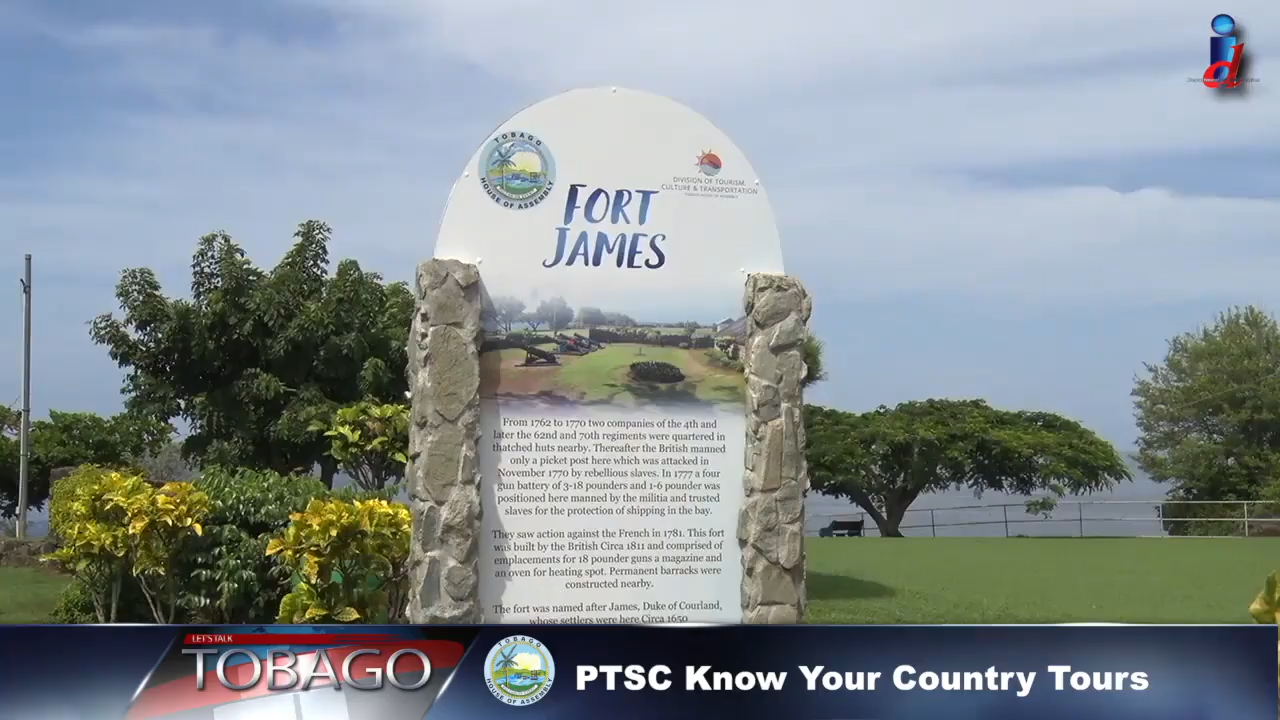 TOBAGO
HOUSE OF ASSEMBLY
DIVISION OF TOURISM,
CULTURE & TRANSPORTATION
FORT
JAMES
From 1762 to 1770 two companies of the 4th and
later the 62nd and 70th regiments were quartered in
thatched huts nearby. Thereafter the British manned
only a picket post here which was attacked in
November 1770 by rebellious slaves. In 1777 a four
gun battery of 3-18 pounders and 1-6 pounder was
positioned here manned by the militia and trusted
slaves for the protection of shipping in the bay.
They saw action against the French in 1781. This fort
was built by the British Circa 1811 and comprised of
emplacements for 18 pounder guns a magazine and
an oven for heating spot. Permanent barracks were
constructed nearby.
The fort was named after James, Duke of Courland,
whose settlers were here Circa 1650
id
LET'S TALK
TOBAGO
TOBAGO
HOUSE OF ASSEMBLY
PTSC Know Your Country Tours